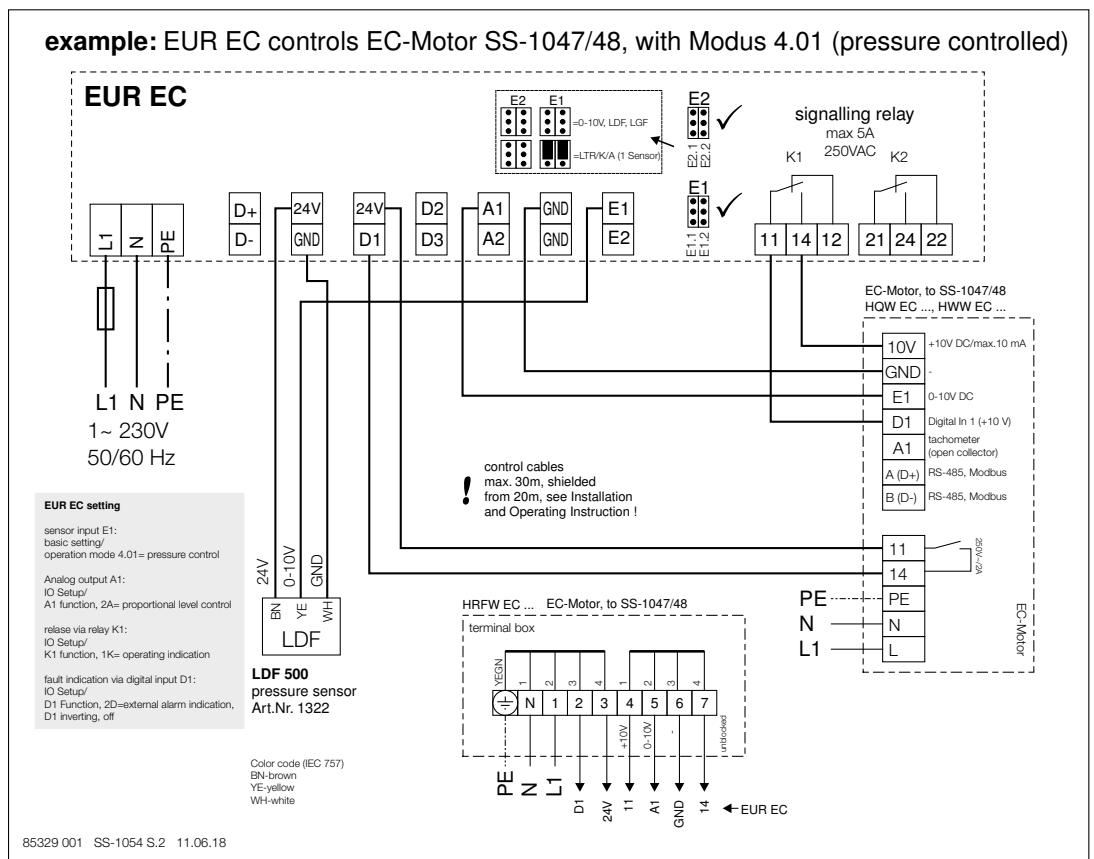 example: EUR EC controls EC-Motor SS-1047/48, with Modus 4.01 (pressure controlled)
EUR EC
E2 E1
=0-10V, LDF, LGF
=LTR/K/A (1 Sensor)
E2
E2.1
E2.2
E1
E1.1
E1.2
signalling relay
max 5A
250VAC
K1 K2
L1 N PE
D+ 24V 24V D2 A1 GND E1
D- GND D1 D3 A2 GND E2
11 14 12 21 24 22
L1 N PE
1~ 230V
50/60 Hz
EC-Motor, to SS-1047/48
HQW EC ..., HWW EC ...
10V +10V DC/max.10 mA
GND -
E1 0-10V DC
D1 Digital In 1 (+10 V)
A1 tachometer
(open collector)
A (D+) RS-485, Modbus
B (D-) RS-485, Modbus
11
14
250V~/2A
PE PE
N N
L1 L
EC-Motor
! control cables
max. 30m, shielded
from 20m, see Installation
and Operating Instruction !
EUR EC setting
sensor input E1:
basic setting/
operation mode 4.01= pressure control
Analog output A1:
IO Setup/
A1 function, 2A= proportional level control
relase via relay K1:
IO Setup/
K1 function, 1K= operating indication
fault indication via digital input D1:
IO Setup/
D1 Function, 2D=external alarm indication,
D1 inverting, off
24V 0-10V GND
BN YE WH
LDF
LDF 500
pressure sensor
Art.Nr. 1322
Color code (IEC 757)
BN-brown
YE-yellow
WH-white
HRFW EC ... EC-Motor, to SS-1047/48
terminal box
YEGN 1 2 3 4 1 2 3 4
N 1 2 3 4 5 6 7
+10V 0-10V - unblocked
PE N L1 D1 24V 11 A1 GND 14 EUR EC
85329 001 SS-1054 S.2 11.06.18